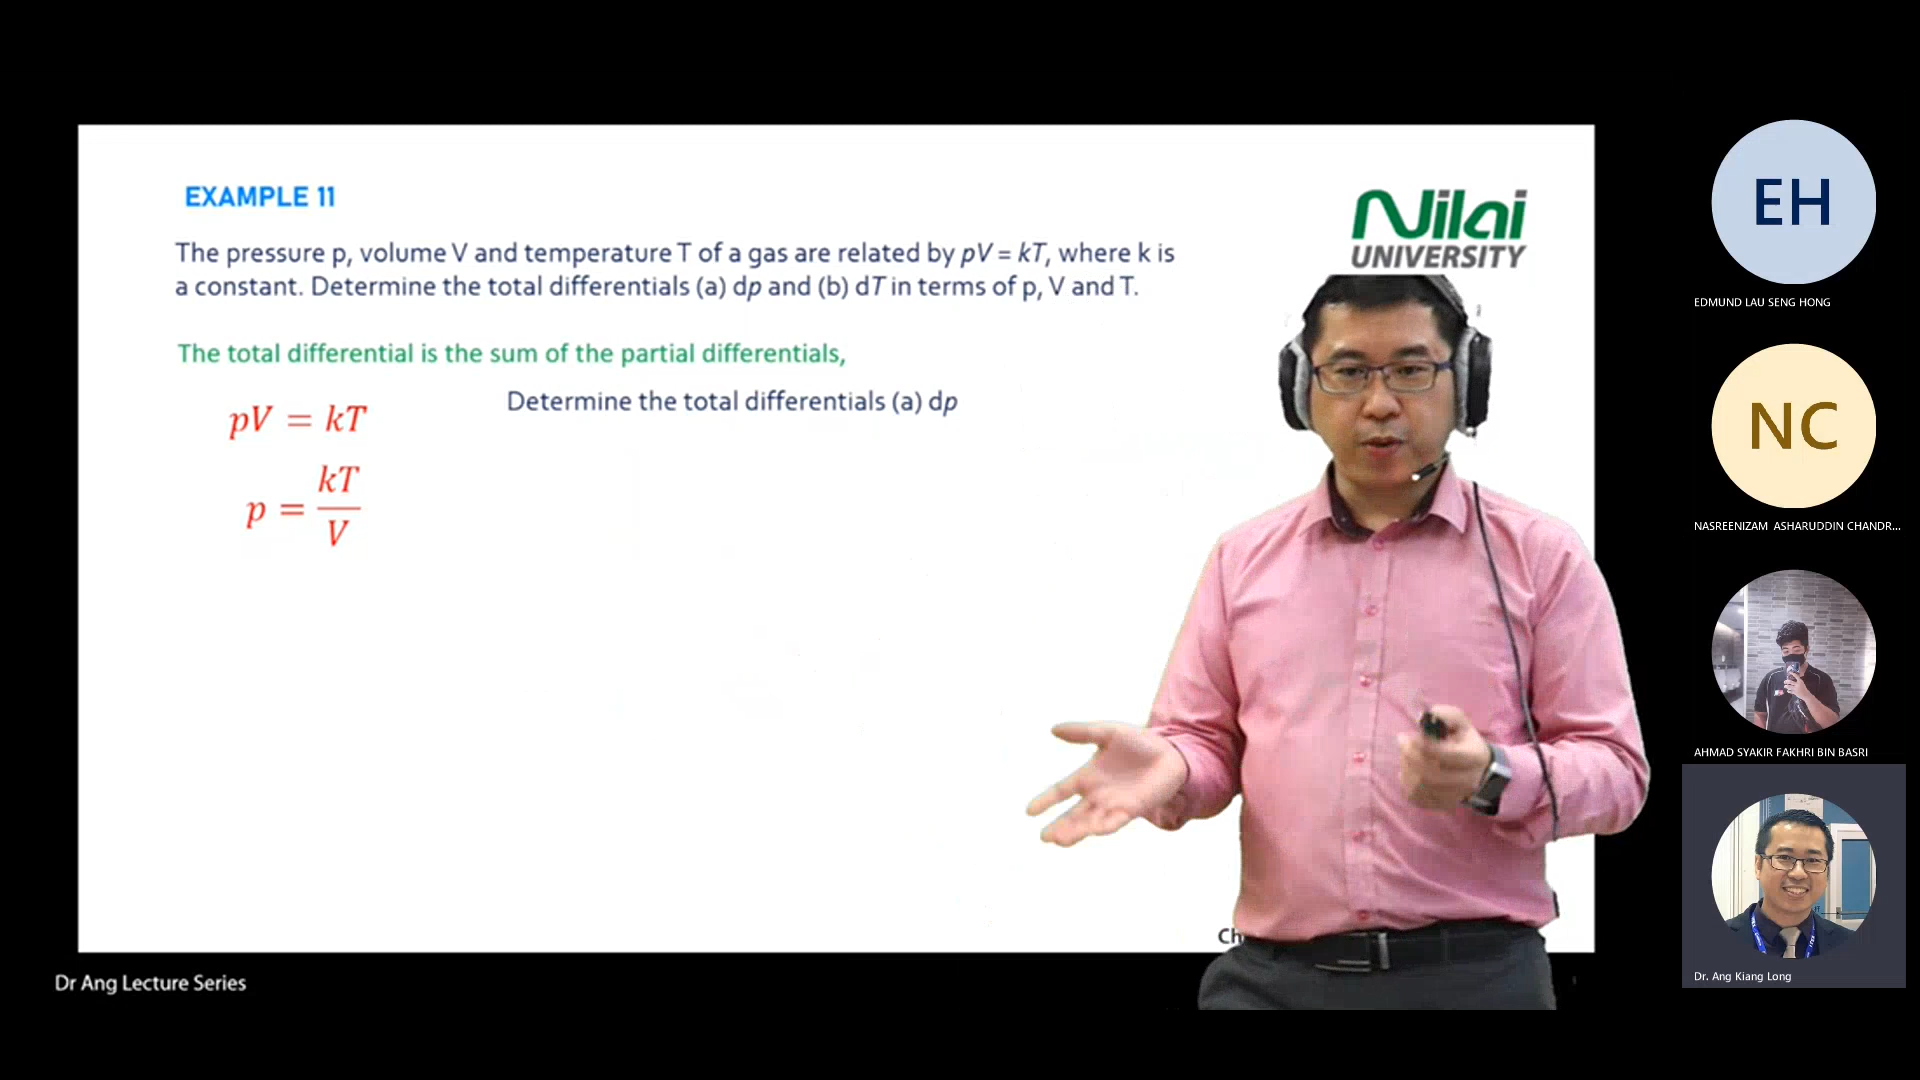 EXAMPLE 11
Nilai
UNIVERSITY
The pressure p, volume V and temperature T of a gas are related by pV = kT, where k is
a constant. Determine the total differentials (a) dp and (b) dT in terms of p, V and T.
The total differential is the sum of the partial differentials,
Determine the total differentials (a) dp
pV = kT
p = kT/V
Ch
Dr Ang Lecture Series
EH
EDMUND LAU SENG HONG
NC
NASREENIZAM ASHARUDDIN CHANDR...
AHMAD SYAKIR FAKHRI BIN BASRI
Dr. Ang Kiang Long